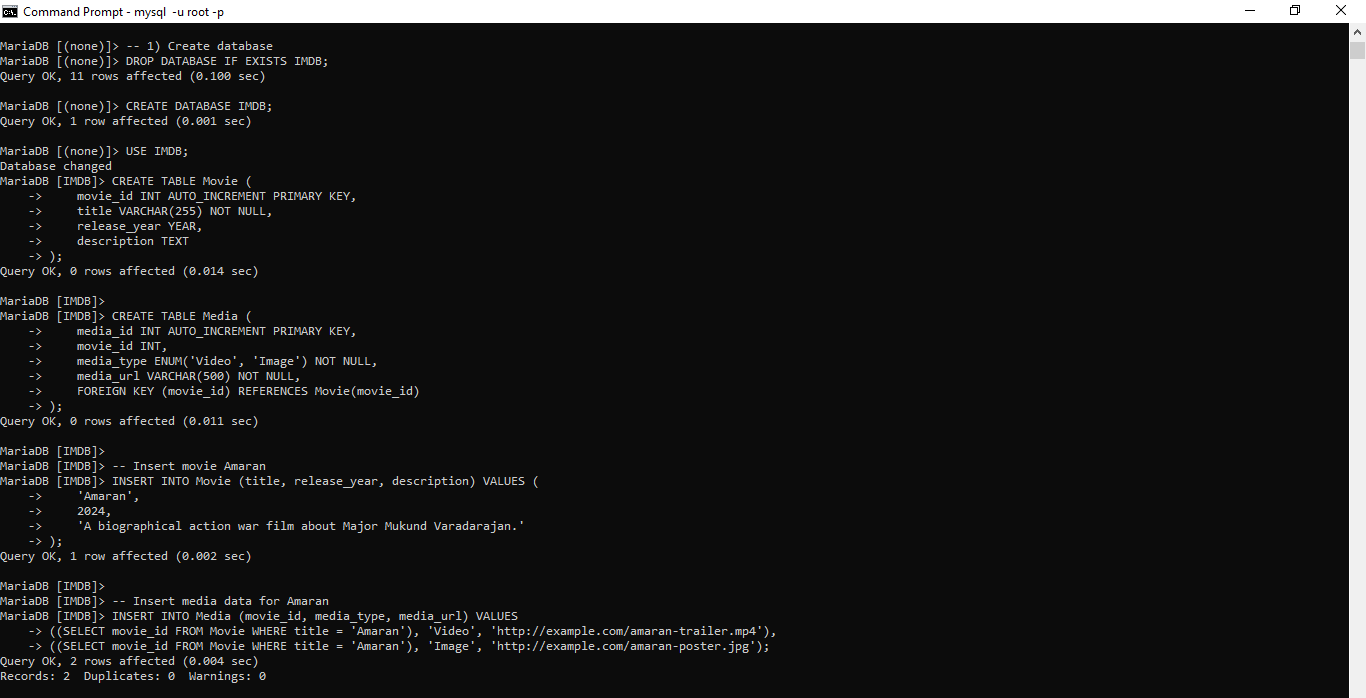 Command Prompt - mysql  -u root -p
MariaDB [(none)]> -- 1) Create database
MariaDB [(none)]> DROP DATABASE IF EXISTS IMDB;
Query OK, 11 rows affected (0.100 sec)
MariaDB [(none)]> CREATE DATABASE IMDB;
Query OK, 1 row affected (0.001 sec)
MariaDB [(none)]> USE IMDB;
Database changed
MariaDB [IMDB]> CREATE TABLE Movie (
    ->     movie_id INT AUTO_INCREMENT PRIMARY KEY,
    ->     title VARCHAR(255) NOT NULL,
    ->     release_year YEAR,
    ->     description TEXT
    -> );
Query OK, 0 rows affected (0.014 sec)
MariaDB [IMDB]>
MariaDB [IMDB]> CREATE TABLE Media (
    ->     media_id INT AUTO_INCREMENT PRIMARY KEY,
    ->     movie_id INT,
    ->     media_type ENUM('Video', 'Image') NOT NULL,
    ->     media_url VARCHAR(500) NOT NULL,
    ->     FOREIGN KEY (movie_id) REFERENCES Movie(movie_id)
    -> );
Query OK, 0 rows affected (0.011 sec)
MariaDB [IMDB]>
MariaDB [IMDB]> -- Insert movie Amaran
MariaDB [IMDB]> INSERT INTO Movie (title, release_year, description) VALUES (
    ->     'Amaran',
    ->     2024,
    ->     'A biographical action war film about Major Mukund Varadarajan.'
    -> );
Query OK, 1 row affected (0.002 sec)
MariaDB [IMDB]>
MariaDB [IMDB]> -- Insert media data for Amaran
MariaDB [IMDB]> INSERT INTO Media (movie_id, media_type, media_url) VALUES
    -> ((SELECT movie_id FROM Movie WHERE title = 'Amaran'), 'Video', 'http://example.com/amaran-trailer.mp4'),
    -> ((SELECT movie_id FROM Movie WHERE title = 'Amaran'), 'Image', 'http://example.com/amaran-poster.jpg');
Query OK, 2 rows affected (0.004 sec)
Records: 2  Duplicates: 0  Warnings: 0